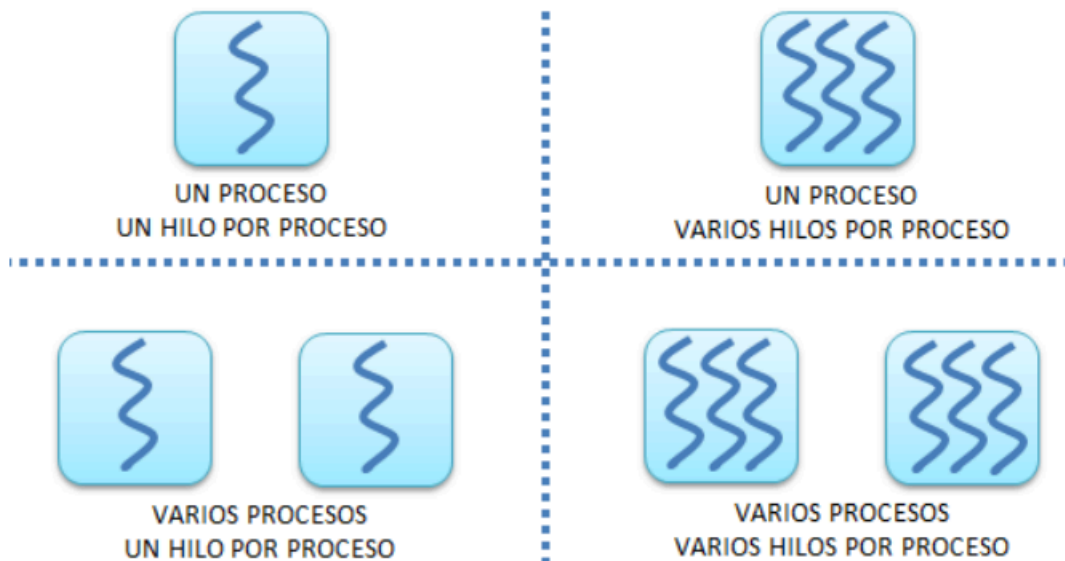 UN PROCESO
UN HILO POR PROCESO
UN PROCESO
VARIOS HILOS POR PROCESO
VARIOS PROCESOS
UN HILO POR PROCESO
VARIOS PROCESOS
VARIOS HILOS POR PROCESO